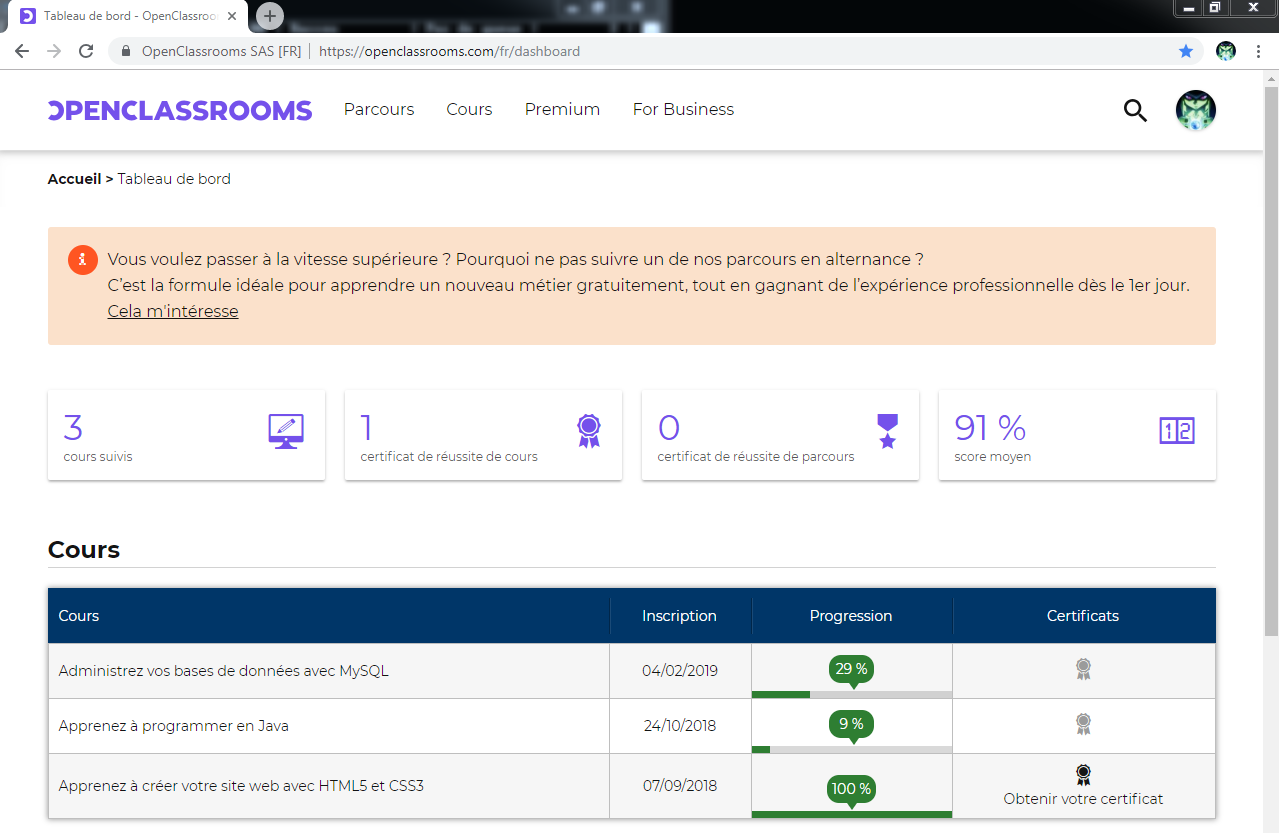 Tableau de bord - OpenClassroo
OpenClassrooms SAS [FR] | https://openclassrooms.com/fr/dashboard
OPENCLASSROOMS Parcours Cours Premium For Business
Accueil > Tableau de bord
Vous voulez passer à la vitesse supérieure ? Pourquoi ne pas suivre un de nos parcours en alternance ?
C'est la formule idéale pour apprendre un nouveau métier gratuitement, tout en gagnant de l'expérience professionnelle dès le 1er jour.
Cela m'intéresse
3 1 0 91 % 12
cours suivis certificat de réussite de cours certificat de réussite de parcours score moyen
Cours
Cours Inscription Progression Certificats
Administrez vos bases de données avec MySQL 04/02/2019 29 %
Apprenez à programmer en Java 24/10/2018 9 %
Apprenez à créer votre site web avec HTML5 et CSS3 07/09/2018 100 % Obtenir votre certificat